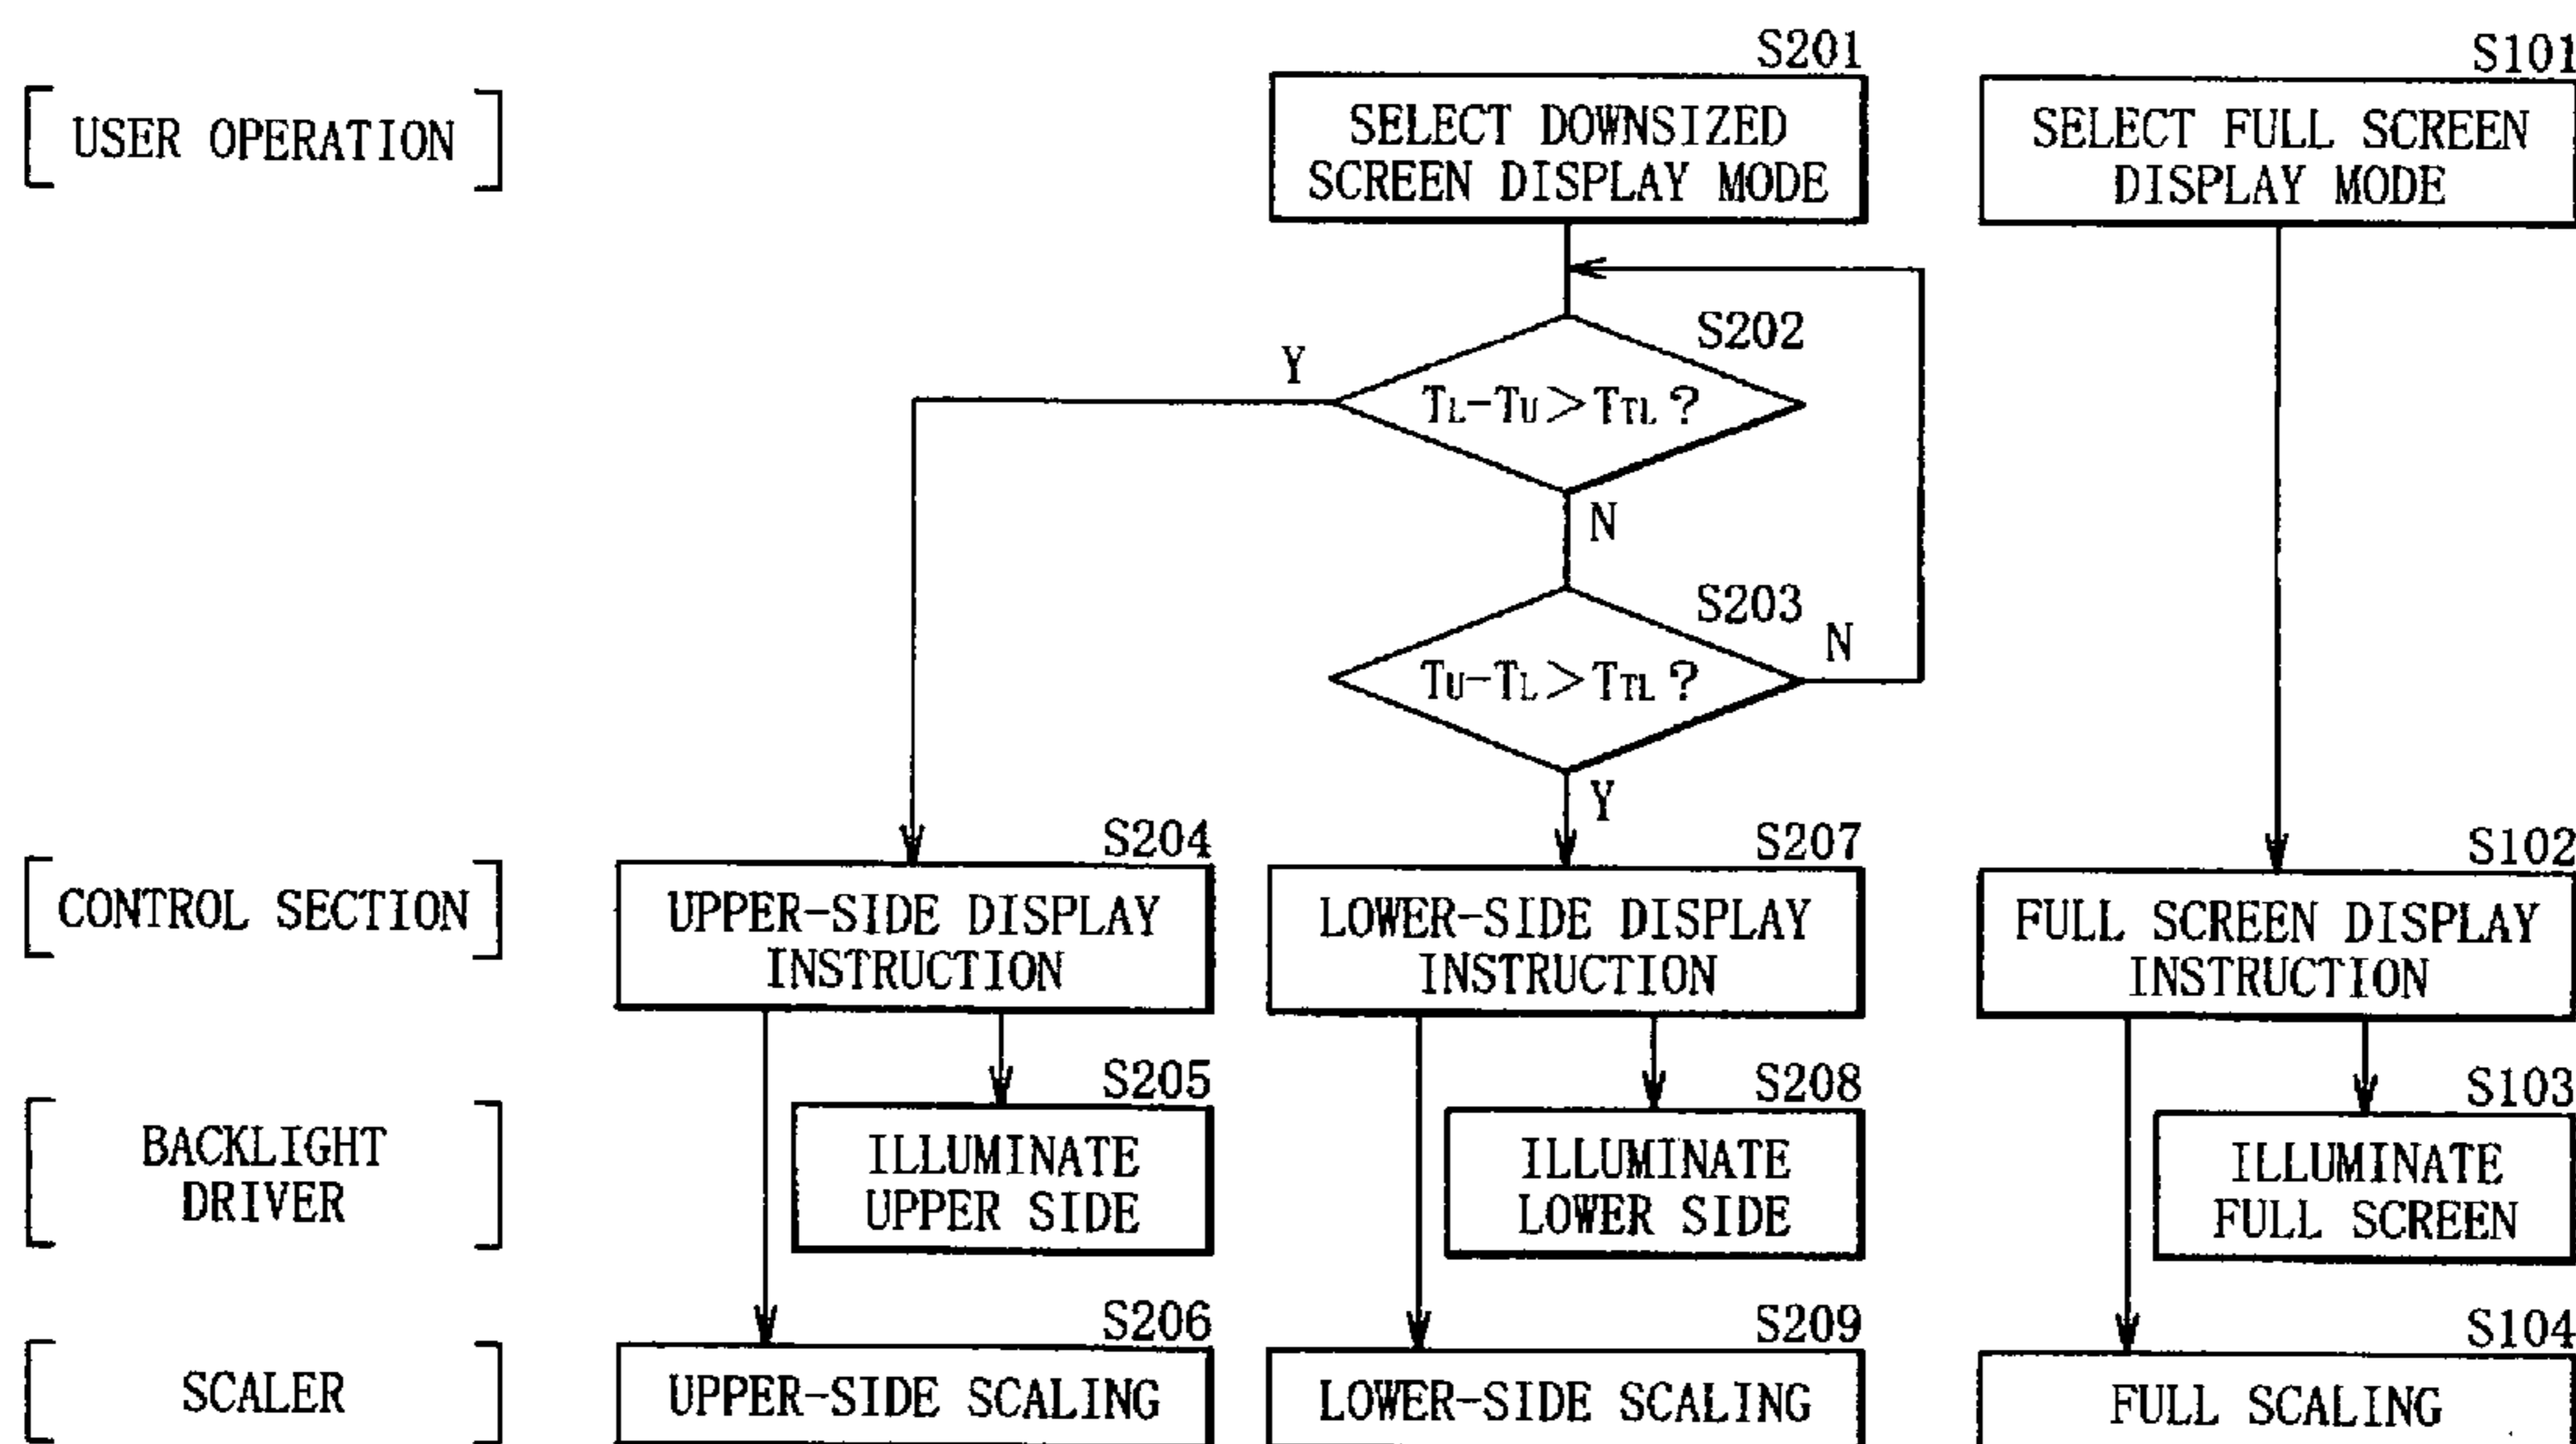 S201
S101
USER OPERATION
SELECT DOWNSIZED
SCREEN DISPLAY MODE
SELECT FULL SCREEN
DISPLAY MODE
S202
Y
TL-TU>TTL?
N
S203
N
TU-TL>TTL?
Y
S204
S207
S102
CONTROL SECTION
UPPER-SIDE DISPLAY
INSTRUCTION
LOWER-SIDE DISPLAY
INSTRUCTION
FULL SCREEN DISPLAY
INSTRUCTION
S205
S208
S103
BACKLIGHT
DRIVER
ILLUMINATE
UPPER SIDE
ILLUMINATE
LOWER SIDE
ILLUMINATE
FULL SCREEN
S206
S209
S104
SCALER
UPPER-SIDE SCALING
LOWER-SIDE SCALING
FULL SCALING